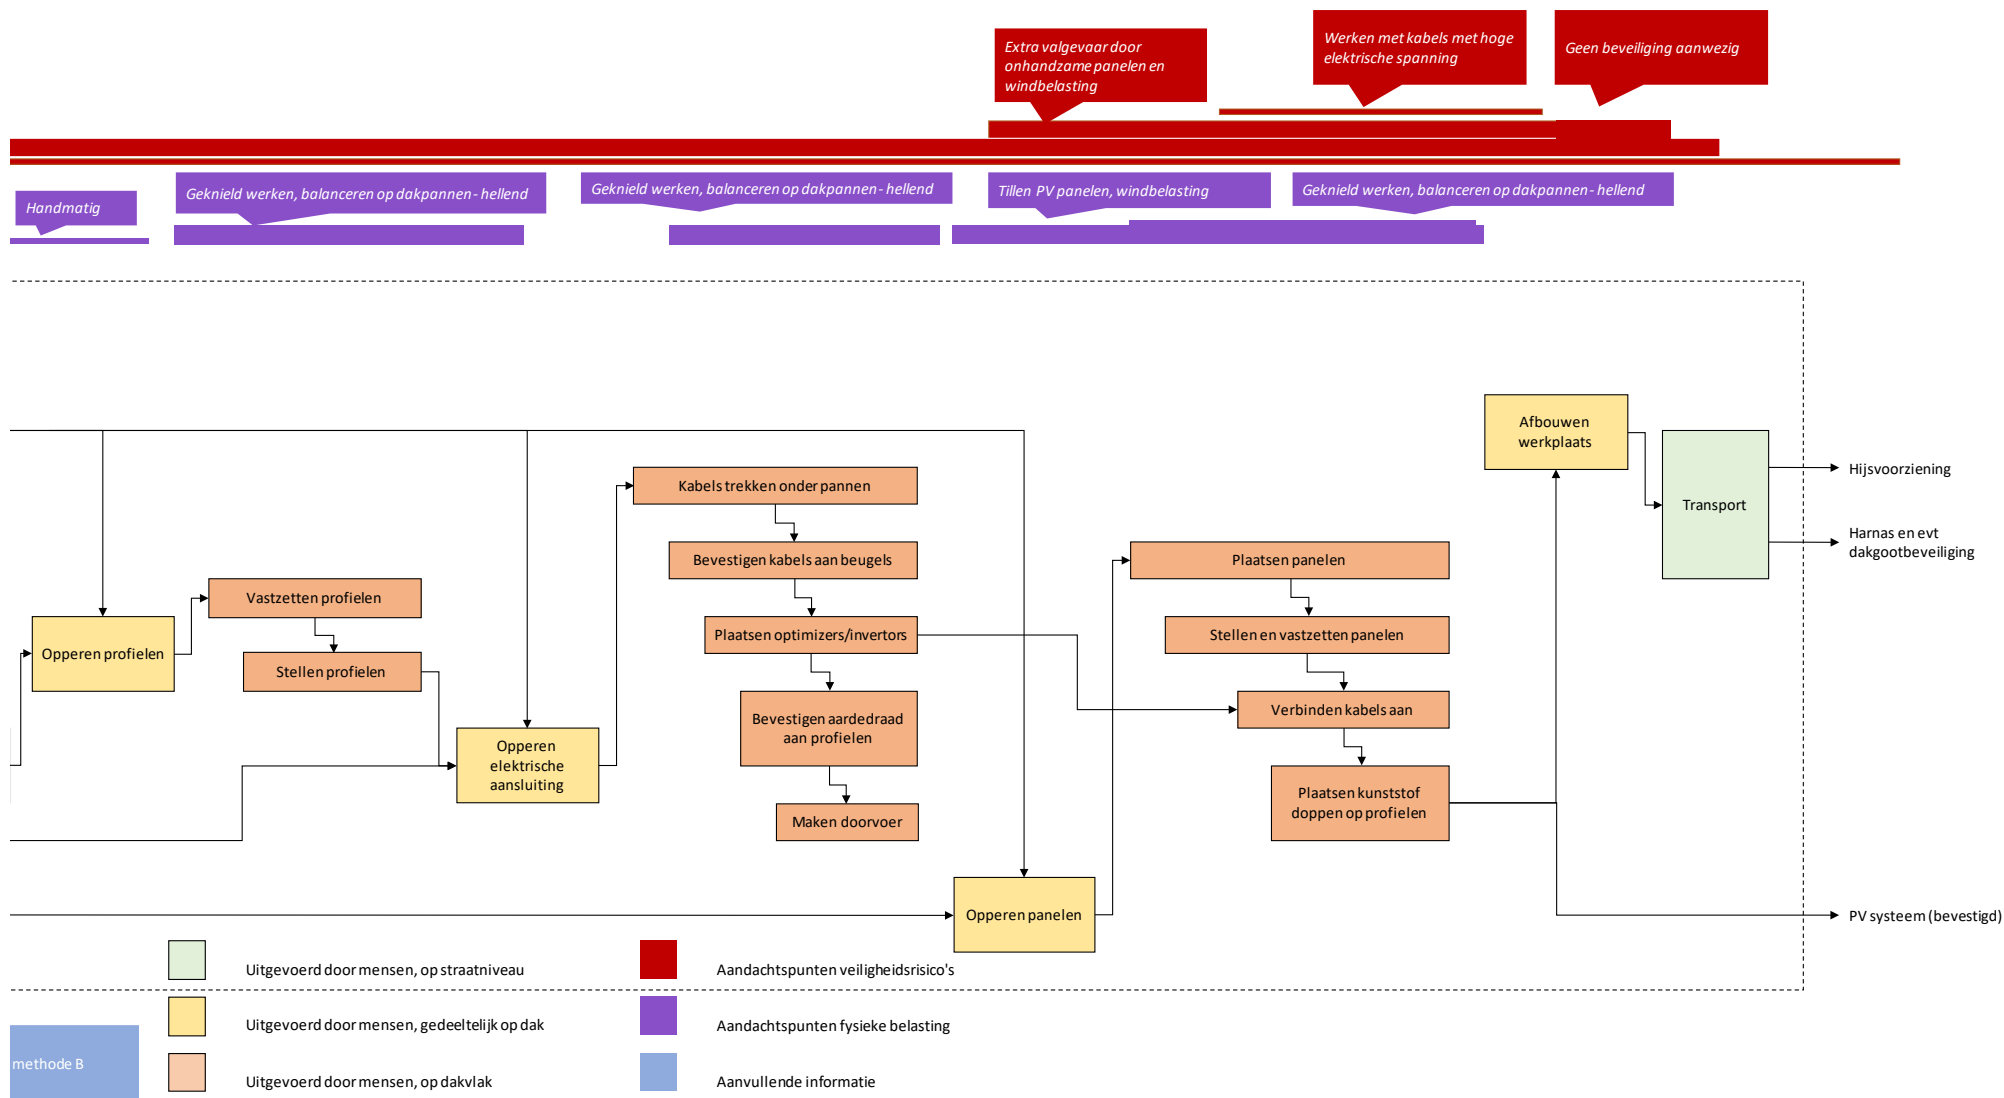 Extra valgevaar door
onhandzame panelen en
windbelasting
Werken met kabels met hoge
elektrische spanning
Geen beveiliging aanwezig
Handmatig
Geknield werken, balanceren op dakpannen - hellend
Geknield werken, balanceren op dakpannen - hellend
Tillen PV panelen, windbelasting
Geknield werken, balanceren op dakpannen - hellend
Opperen profielen
Vastzetten profielen
Stellen profielen
Opperen
elektrische
aansluiting
Kabels trekken onder pannen
Bevestigen kabels aan beugels
Plaatsen optimizers/invertors
Bevestigen aardedraad
aan profielen
Maken doorvoer
Opperen panelen
Plaatsen panelen
Stellen en vastzetten panelen
Verbinden kabels aan
Plaatsen kunststof
doppen op profielen
Afbouwen
werkplaats
Transport
Hijsvoorziening
Harnas en evt
dakgootbeveiliging
PV systeem (bevestigd)
Uitgevoerd door mensen, op straatniveau
Uitgevoerd door mensen, gedeeltelijk op dak
Uitgevoerd door mensen, op dakvlak
Aandachtspunten veiligheidsrisico's
Aandachtspunten fysieke belasting
Aanvullende informatie
methode B